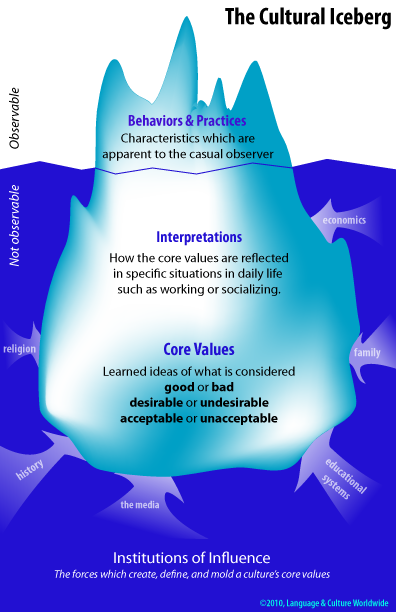 The Cultural Iceberg
Observable
Behaviors & Practices
Characteristics which are
apparent to the casual observer
Not observable
economics
Interpretations
How the core values are reflected
in specific situations in daily life
such as working or socializing.
religion
family
Core Values
Learned ideas of what is considered
good or bad
desirable or undesirable
acceptable or unacceptable
history
the media
educational
systems
Institutions of Influence
The forces which create, define, and mold a culture's core values
©2010, Language & Culture Worldwide